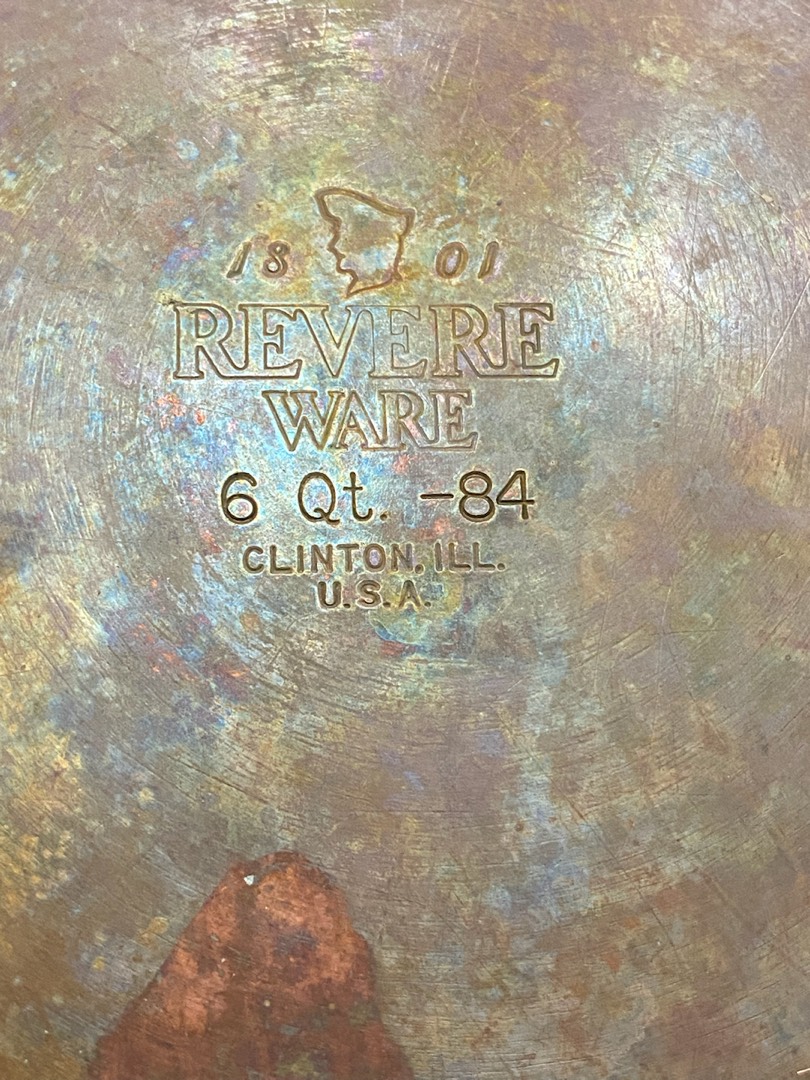 18 01
REVERE
WARE
6 Qt. -84
CLINTON, ILL.
U.S.A.